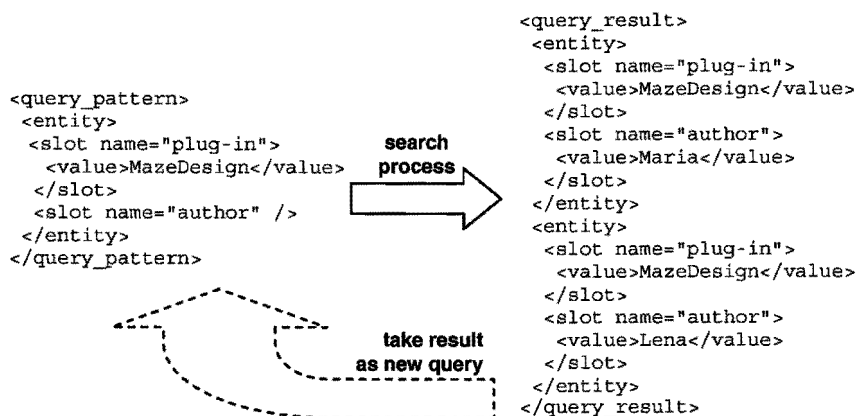 <query_pattern>
<entity>
<slot name="plug-in">
<value>MazeDesign</value>
</slot>
<slot name="author" />
</entity>
</query_pattern>
search
process
<query_result>
<entity>
<slot name="plug-in">
<value>MazeDesign</value>
</slot>
<slot name="author">
<value>Maria</value>
</slot>
</entity>
<entity>
<slot name="plug-in">
<value>MazeDesign</value>
</slot>
<slot name="author">
<value>Lena</value>
</slot>
</entity>
</query_result>
take result
as new query